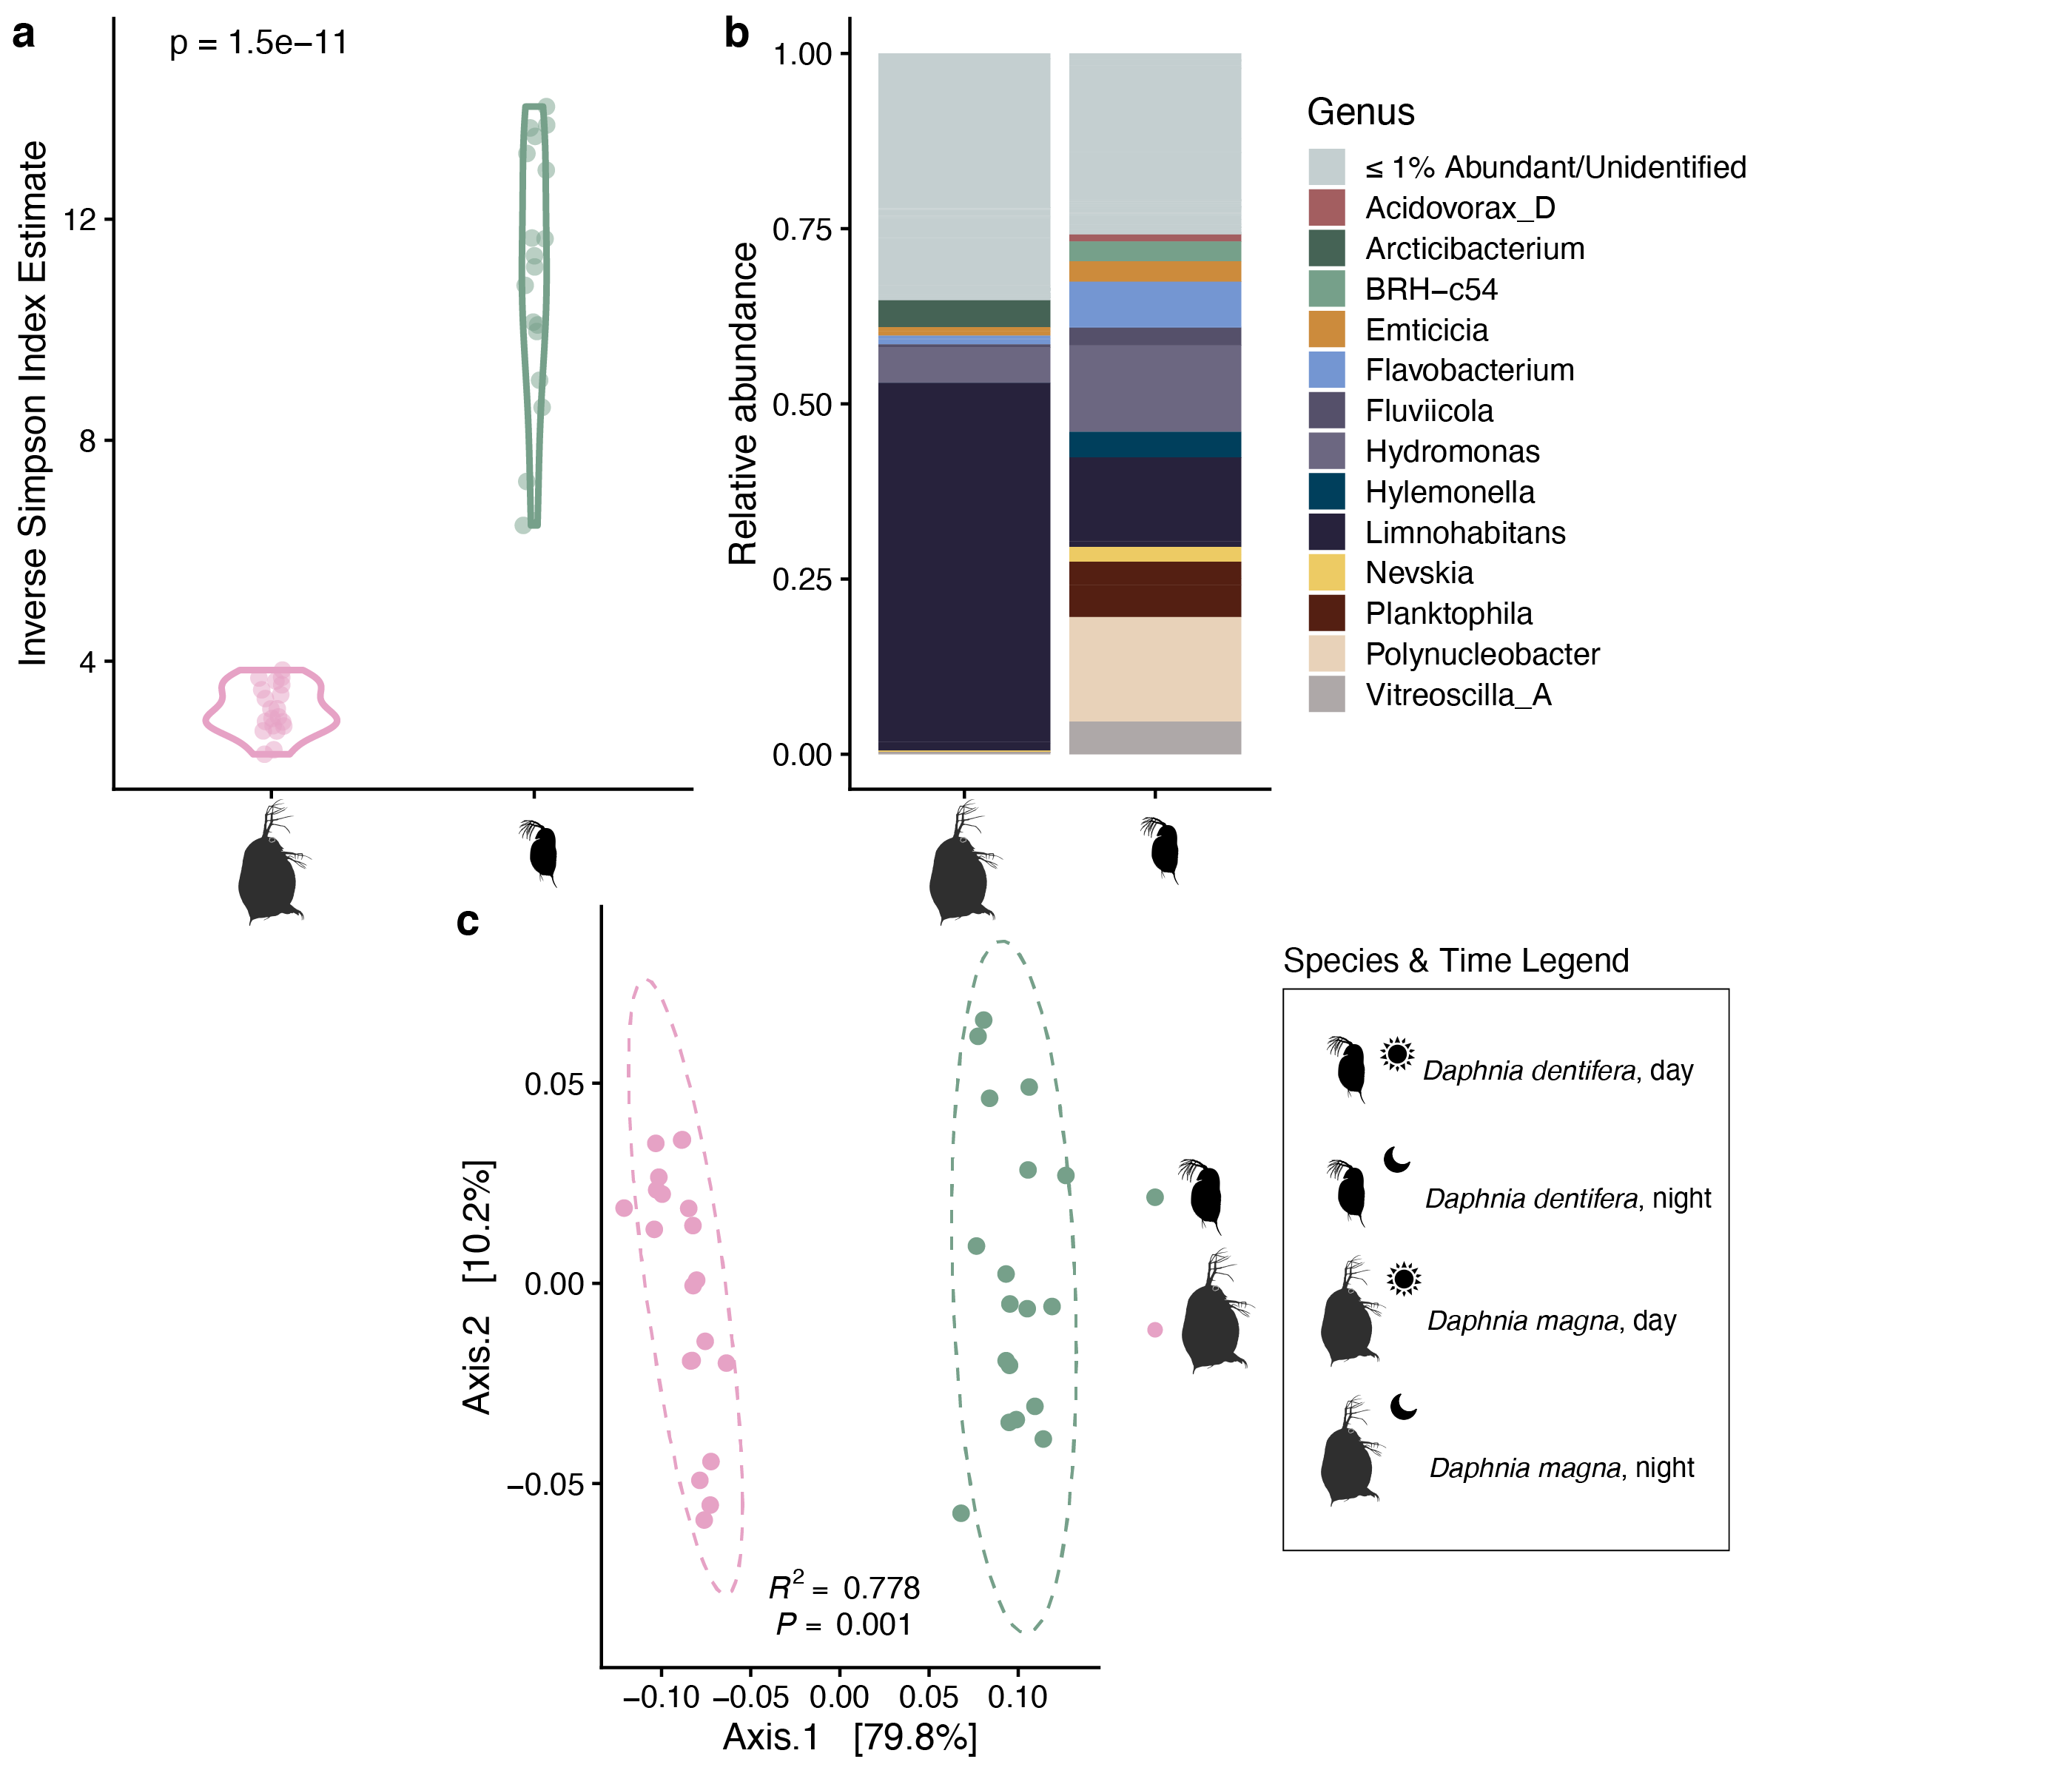 a
p = 1.5e−11
Inverse Simpson Index Estimate
12
8
4
b
Relative abundance
1.00
0.75
0.50
0.25
0.00
Genus
≤ 1% Abundant/Unidentified
Acidovorax_D
Arcticibacterium
BRH−c54
Emticicia
Flavobacterium
Fluviicola
Hydromonas
Hylemonella
Limnohabitans
Nevskia
Planktophila
Polynucleobacter
Vitreoscilla_A
c
Axis.2 [10.2%]
0.05
0.00
−0.05
R² = 0.778
P = 0.001
−0.10 −0.05 0.00 0.05 0.10
Axis.1 [79.8%]
Species & Time Legend
Daphnia dentifera, day
Daphnia dentifera, night
Daphnia magna, day
Daphnia magna, night